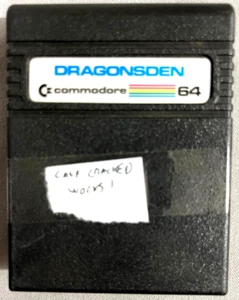 DRAGONSDEN
commodore 64
CASE CRACKED
WORKS!